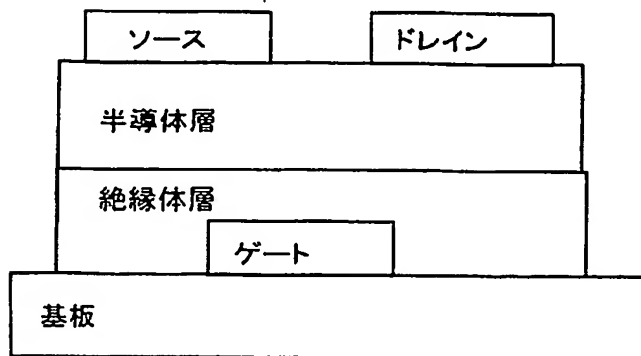 ソース
ドレイン
半導体層
絶縁体層
ゲート
基板